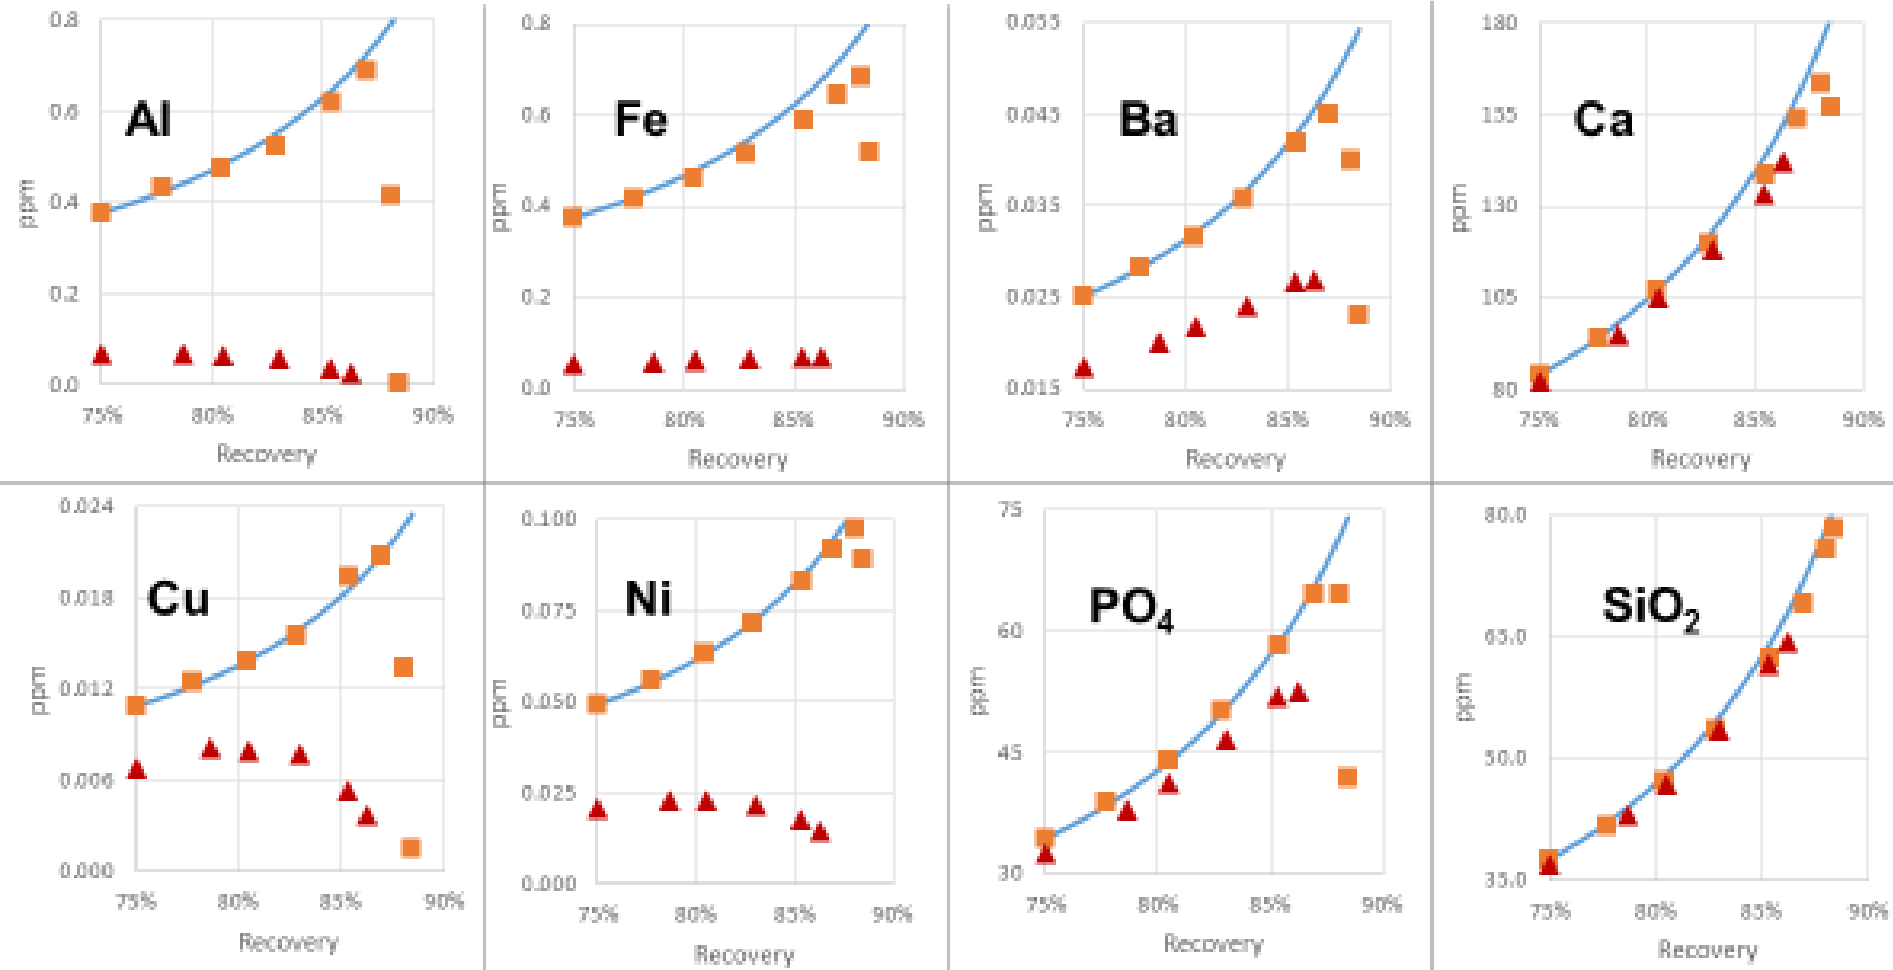 0.8
Al
0.6
ppm
0.4
0.2
0.0
75% 80% 85% 90%
Recovery
0.8
Fe
0.6
ppm
0.4
0.2
0.0
75% 80% 85% 90%
Recovery
0.055
Ba
0.045
ppm
0.035
0.025
0.015
75% 80% 85% 90%
Recovery
180
Ca
155
ppm
130
105
80
75% 80% 85% 90%
Recovery
0.024
Cu
0.018
ppm
0.012
0.006
0.000
75% 80% 85% 90%
Recovery
0.100
Ni
0.075
ppm
0.050
0.025
0.000
75% 80% 85% 90%
Recovery
75
PO₄
60
ppm
45
30
75% 80% 85% 90%
Recovery
80.0
SiO₂
65.0
ppm
50.0
35.0
75% 80% 85% 90%
Recovery